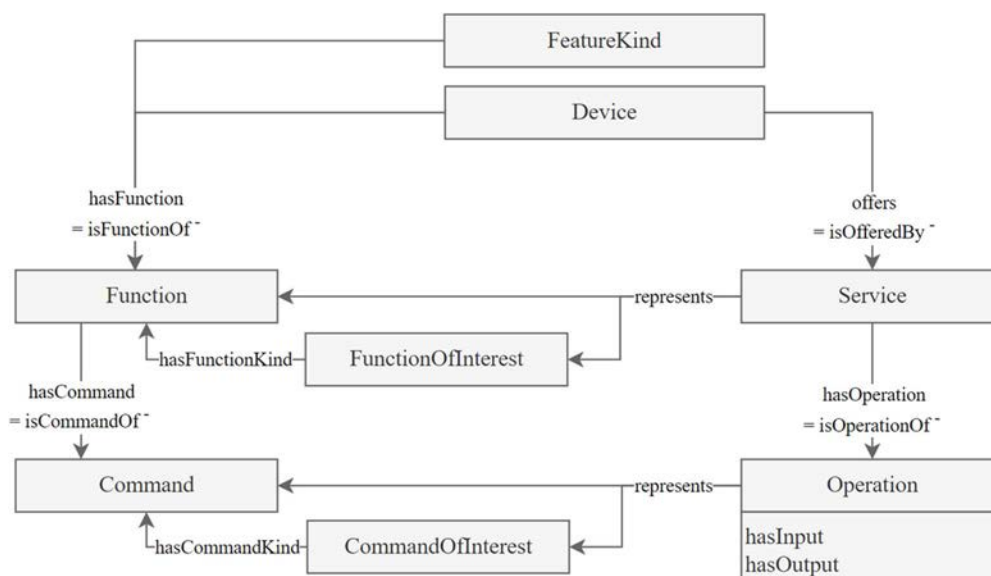 FeatureKind
Device
hasFunction
= isFunctionOf ⁻
offers
= isOfferedBy ⁻
Function
represents
Service
hasFunctionKind
FunctionOfInterest
hasCommand
= isCommandOf ⁻
hasOperation
= isOperationOf ⁻
Command
represents
Operation
hasCommandKind
CommandOfInterest
hasInput
hasOutput